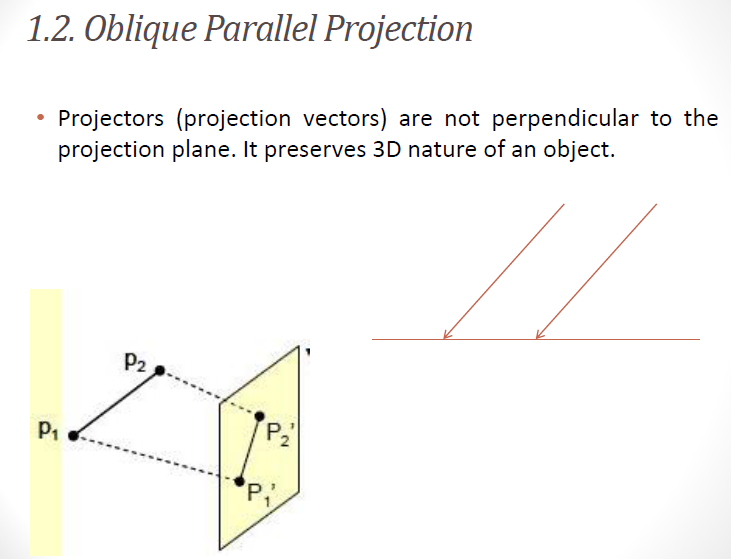 1.2. Oblique Parallel Projection
• Projectors (projection vectors) are not perpendicular to the
projection plane. It preserves 3D nature of an object.
P₂
P₁
P₂'
P₁'